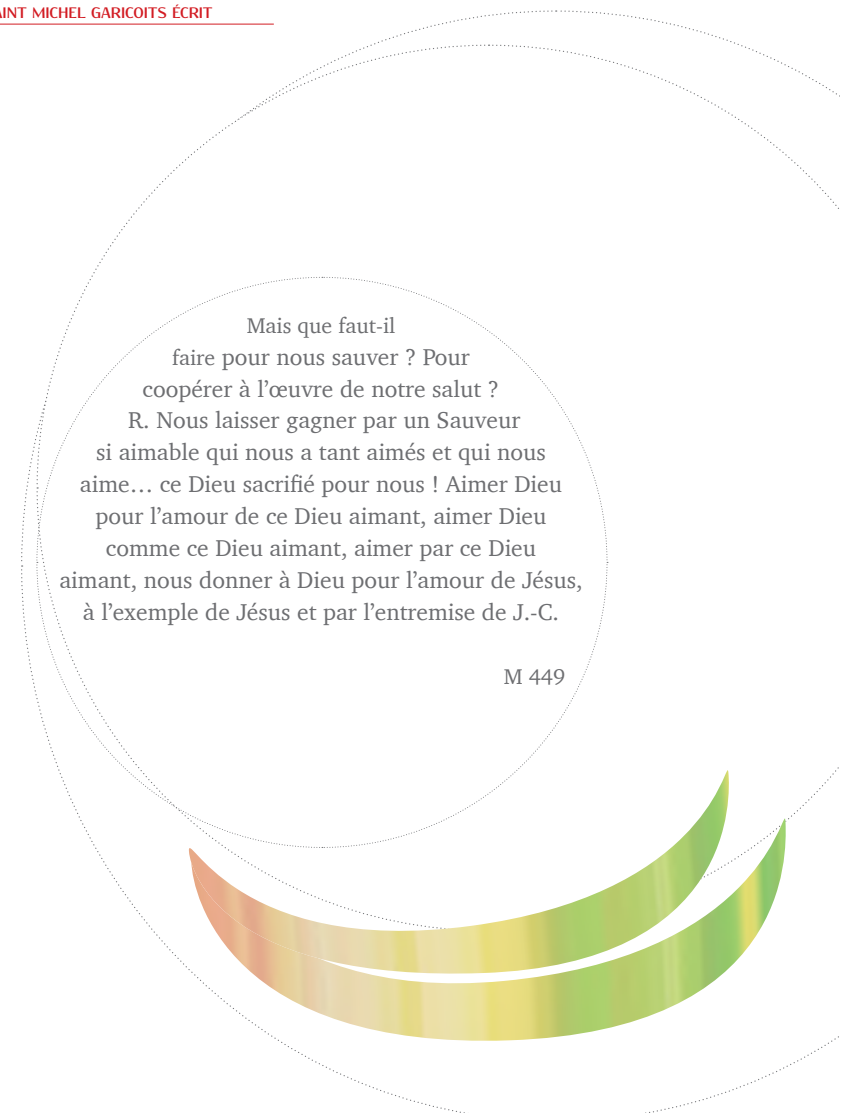 AINT MICHEL GARICOITS ÉCRIT
Mais que faut-il
faire pour nous sauver ? Pour
coopérer à l’œuvre de notre salut ?
R. Nous laisser gagner par un Sauveur
si aimable qui nous a tant aimés et qui nous
aime… ce Dieu sacrifié pour nous ! Aimer Dieu
pour l’amour de ce Dieu aimant, aimer Dieu
comme ce Dieu aimant, aimer par ce Dieu
aimant, nous donner à Dieu pour l’amour de Jésus,
à l’exemple de Jésus et par l’entremise de J.-C.
M 449